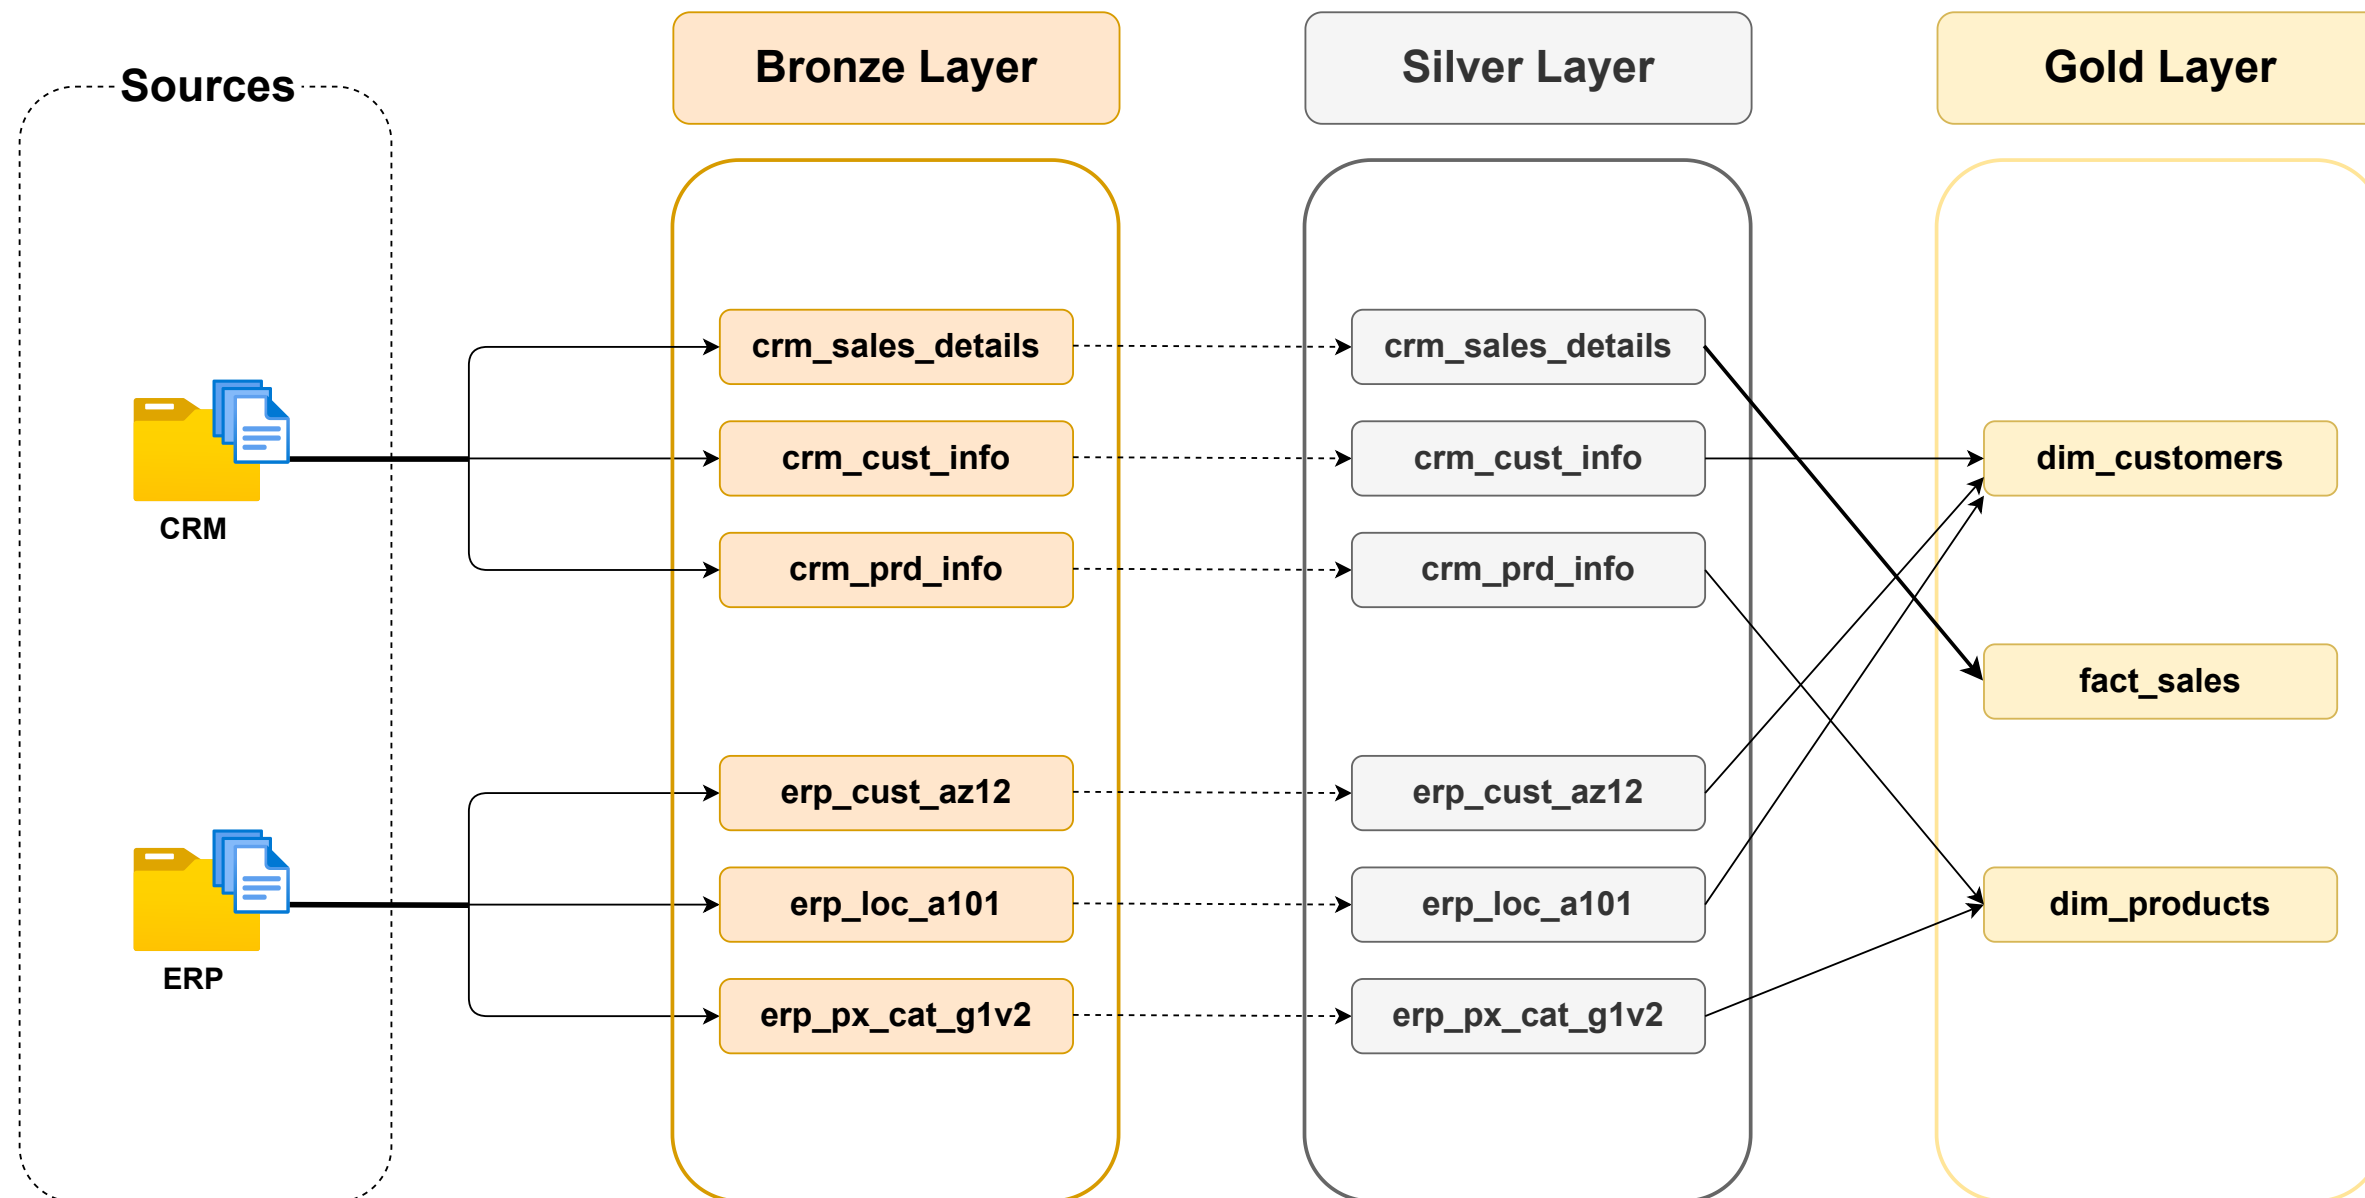 Sources
Bronze Layer
Silver Layer
Gold Layer
CRM
ERP
crm_sales_details
crm_cust_info
crm_prd_info
erp_cust_az12
erp_loc_a101
erp_px_cat_g1v2
crm_sales_details
crm_cust_info
crm_prd_info
erp_cust_az12
erp_loc_a101
erp_px_cat_g1v2
dim_customers
fact_sales
dim_products